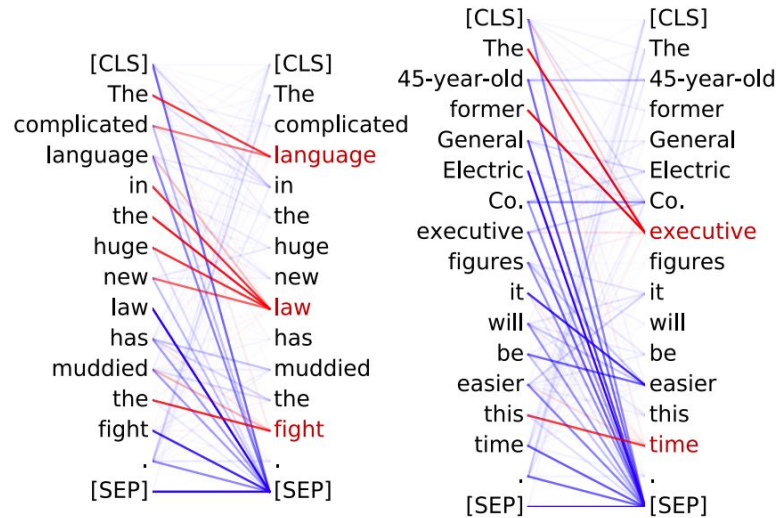 [CLS] [CLS]
The The
complicated complicated
language language
in in
the the
huge huge
new new
law law
has has
muddied muddied
the the
fight fight
. .
[SEP] [SEP]
[CLS] [CLS]
The The
45-year-old 45-year-old
former former
General General
Electric Electric
Co. Co.
executive executive
figures figures
it it
will will
be be
easier easier
this this
time time
. .
[SEP] [SEP]